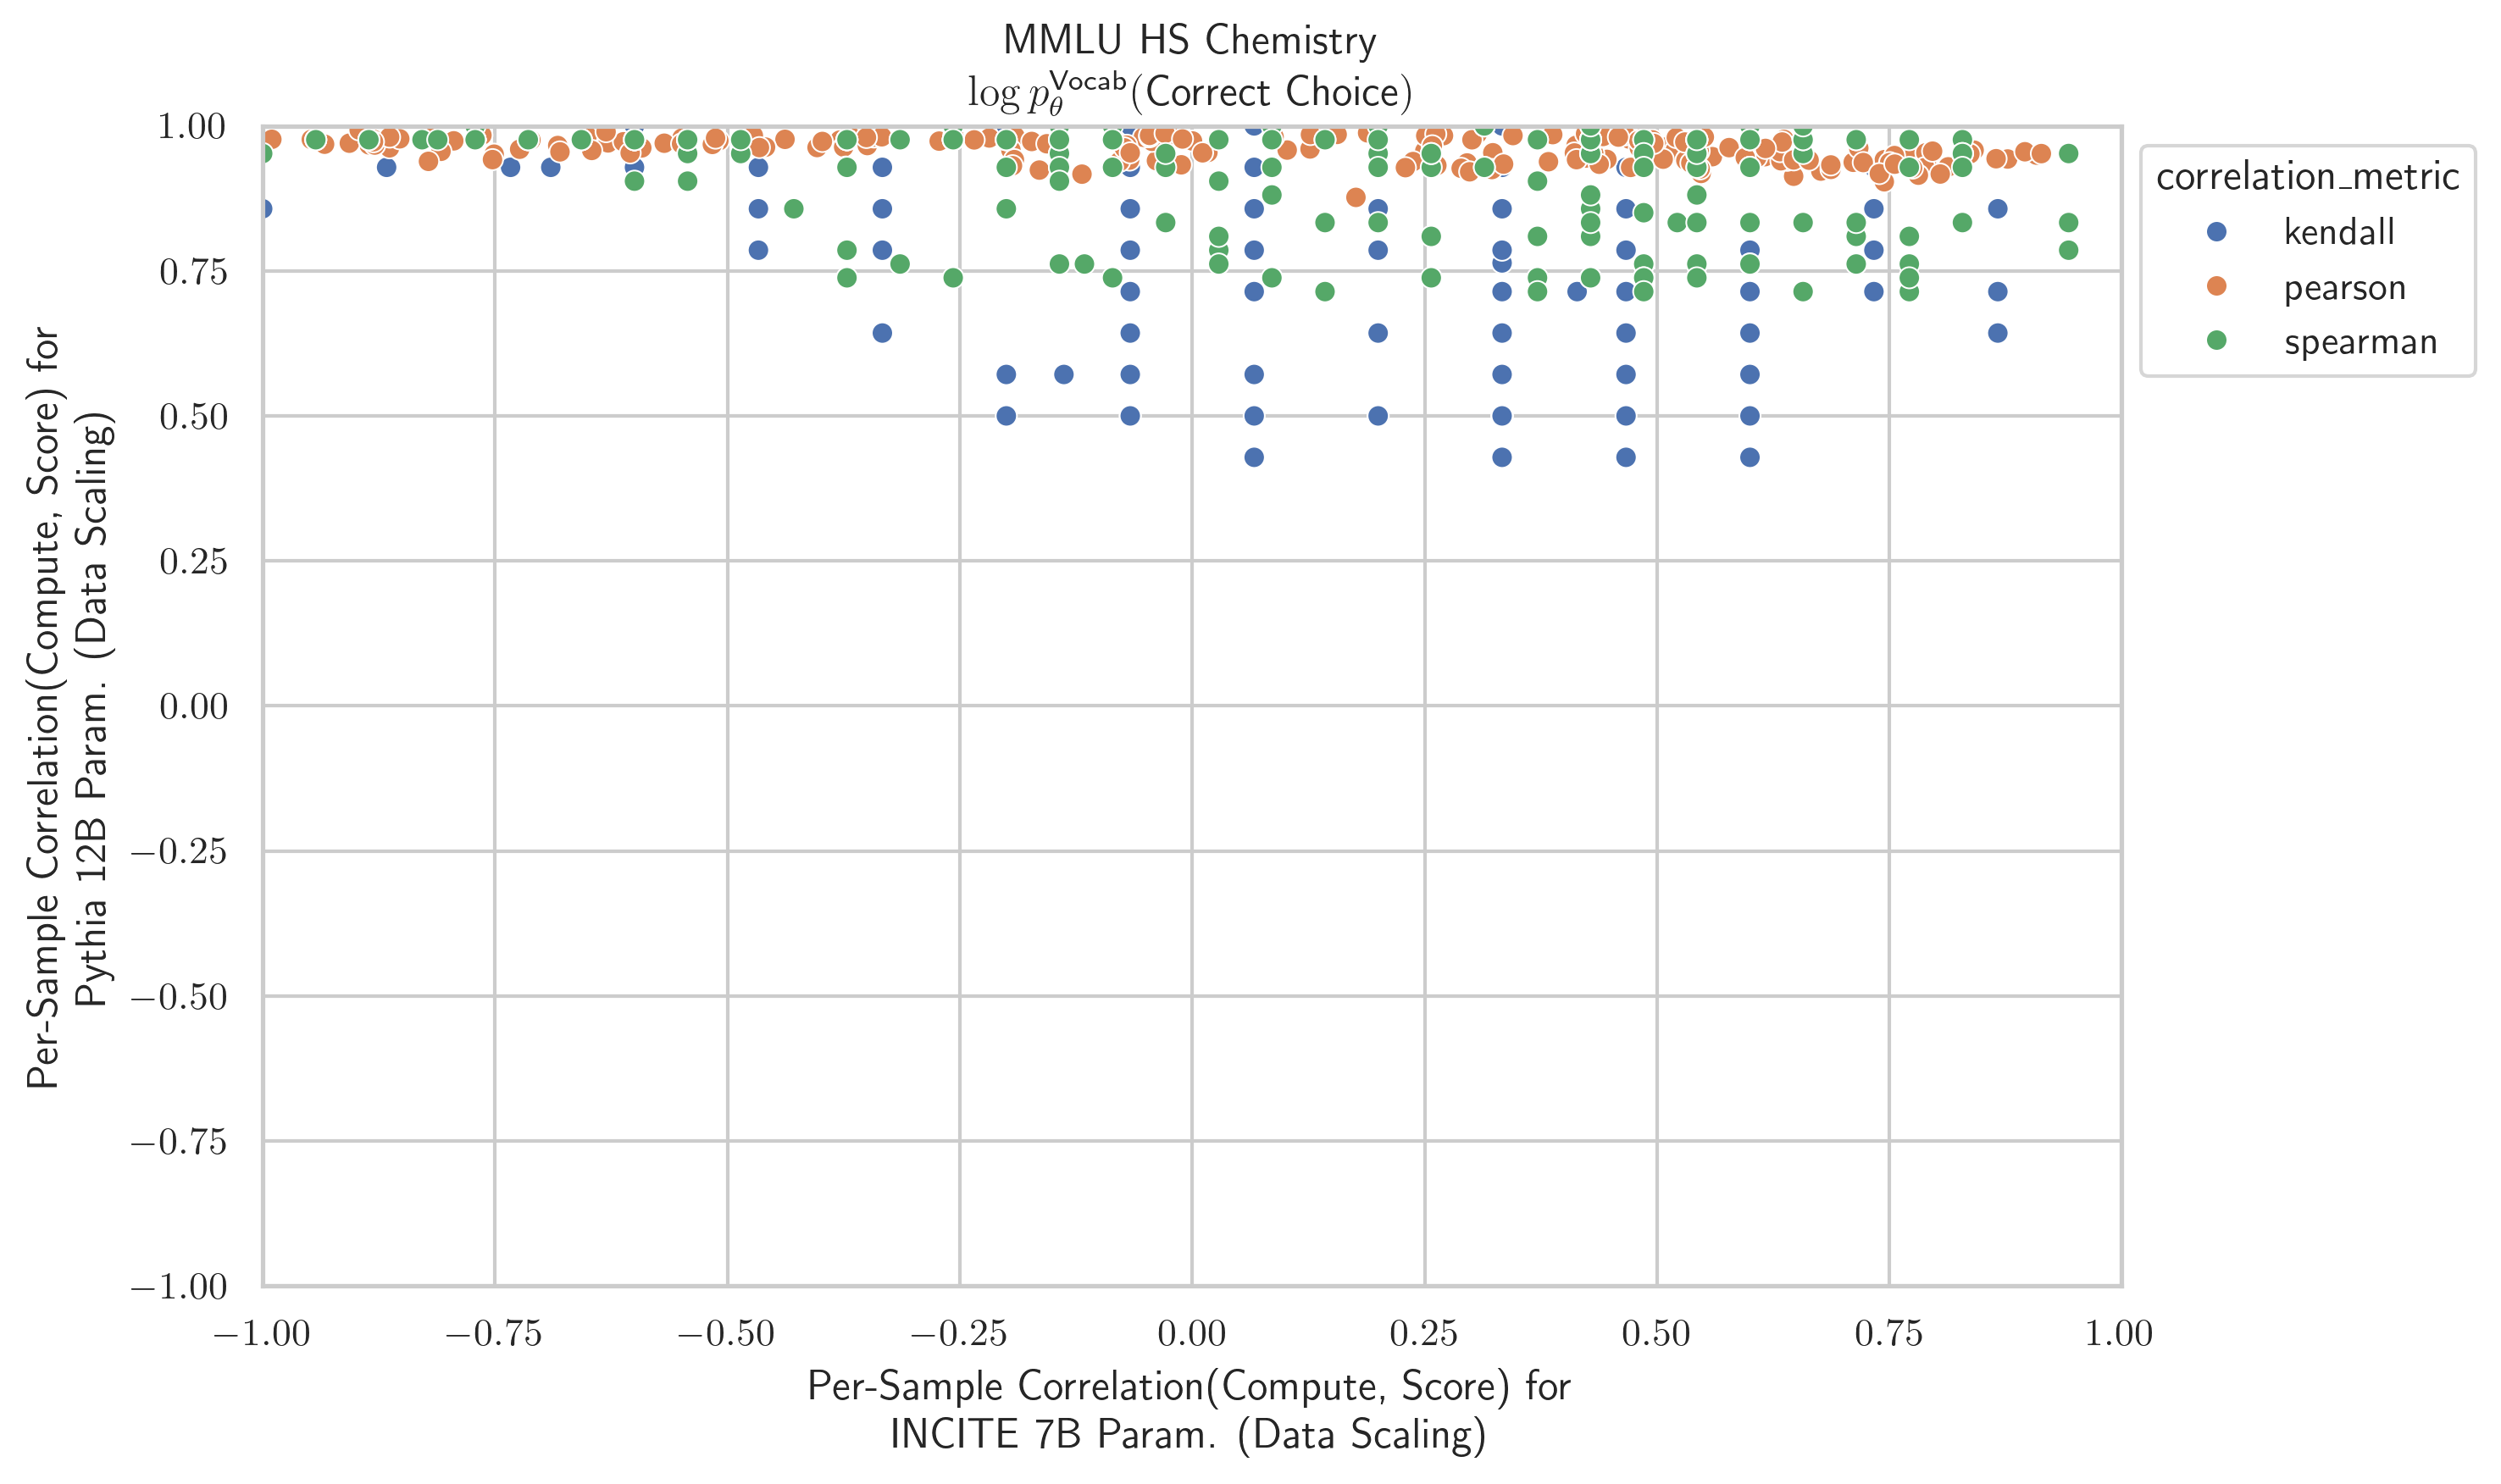 MMLU HS Chemistry
log p_θ^Vocab(Correct Choice)
1.00
0.75
0.50
0.25
0.00
−0.25
−0.50
−0.75
−1.00
Per-Sample Correlation(Compute, Score) for
Pythia 12B Param. (Data Scaling)
−1.00 −0.75 −0.50 −0.25 0.00 0.25 0.50 0.75 1.00
Per-Sample Correlation(Compute, Score) for
INCITE 7B Param. (Data Scaling)
correlation_metric
kendall
pearson
spearman